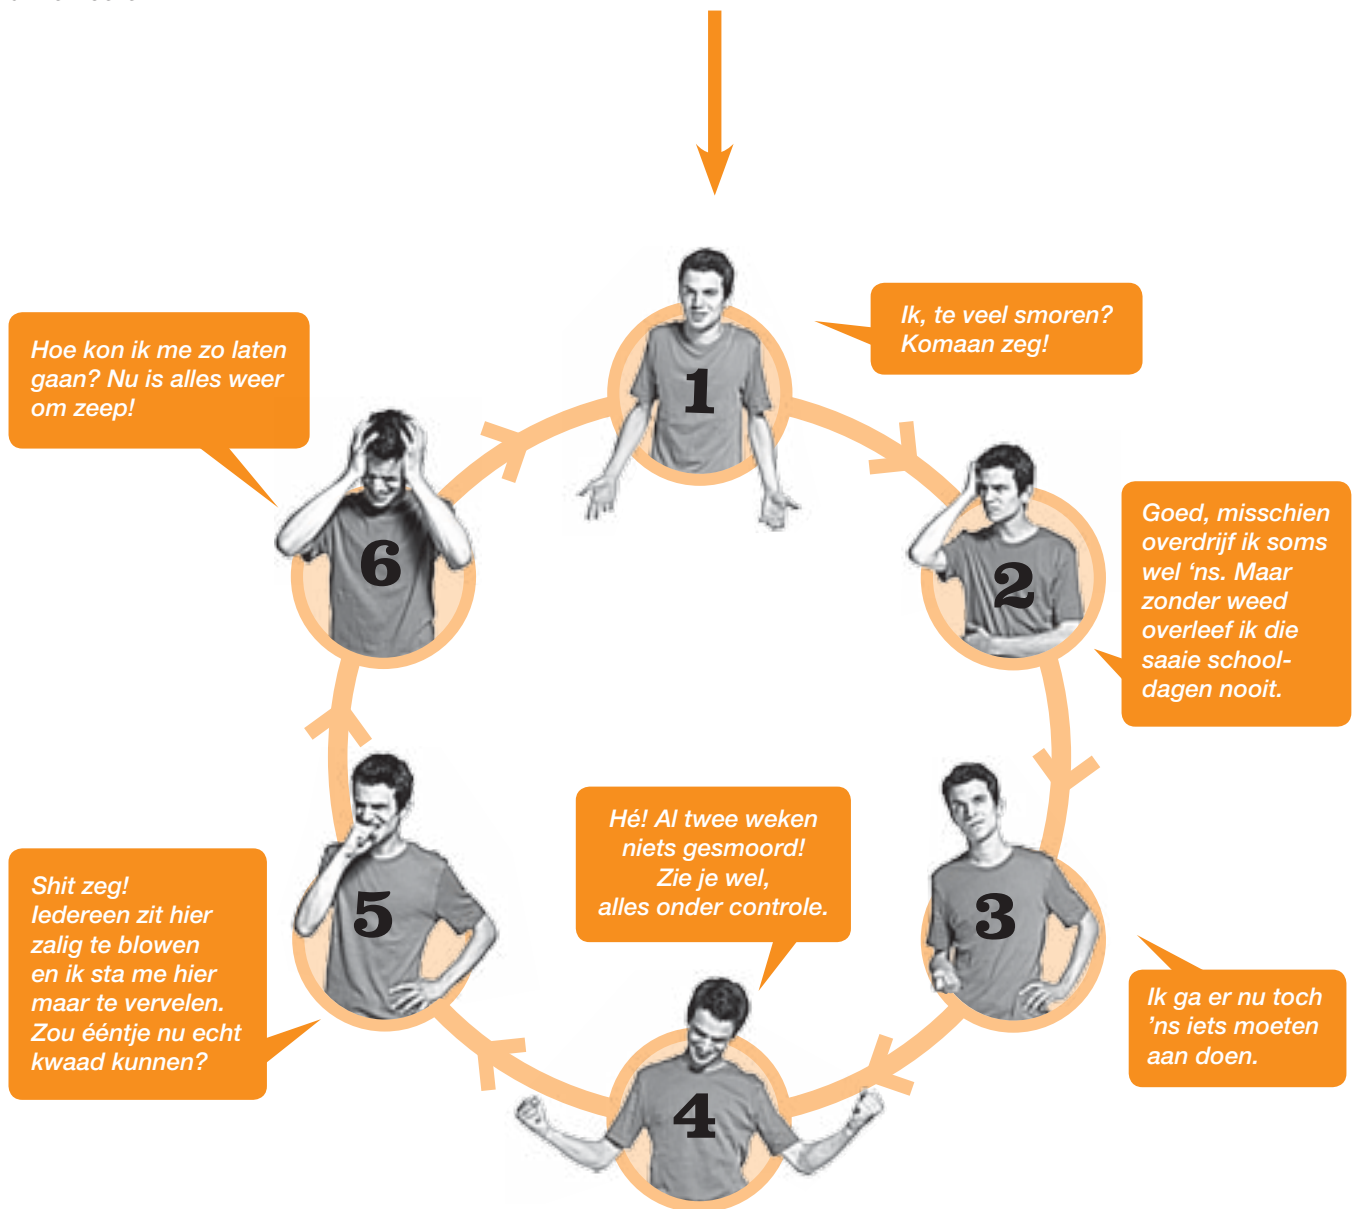 Ik, te veel smoren?
Komaan zeg!
1
Goed, misschien
overdrijf ik soms
wel ‘ns. Maar
zonder weed
overleef ik die
saaie school-
dagen nooit.
2
Ik ga er nu toch
’ns iets moeten
aan doen.
3
Hé! Al twee weken
niets gesmoord!
Zie je wel,
alles onder controle.
4
Shit zeg!
Iedereen zit hier
zalig te blowen
en ik sta me hier
maar te vervelen.
Zou ééntje nu echt
kwaad kunnen?
5
Hoe kon ik me zo laten
gaan? Nu is alles weer
om zeep!
6